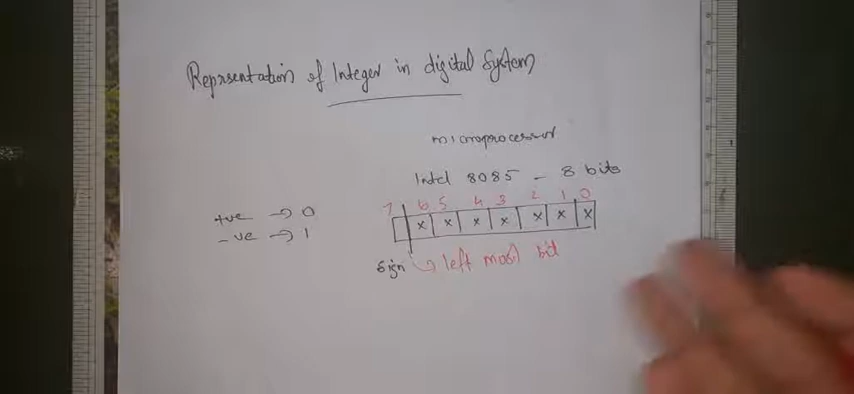 Representation of Integer in digital System
microprocessor
Intel 8085 - 8 bits
7 6 5 4 3 2 1 0
+ve → 0
x x x x x x x
-ve → 1
Sign → left most bit